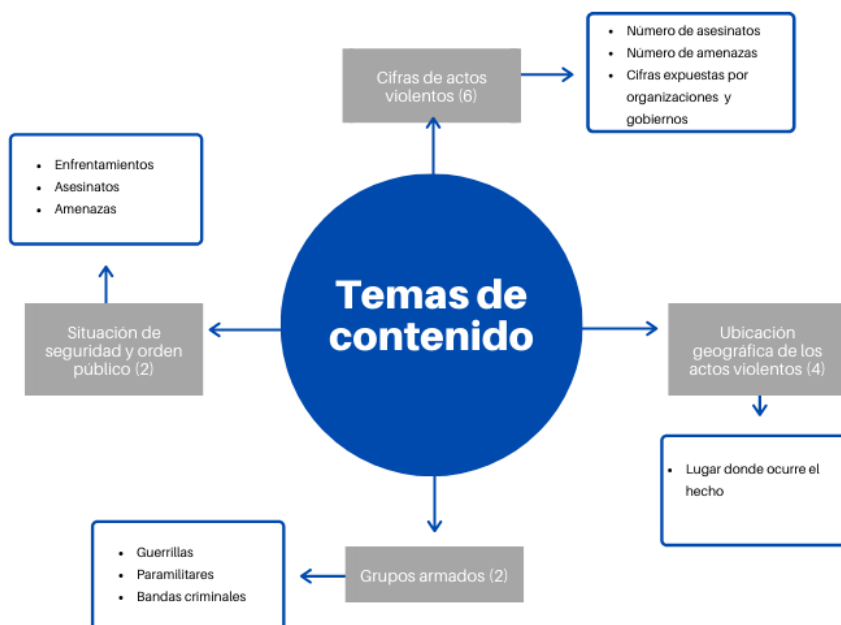 Cifras de actos
violentos (6)
• Número de asesinatos
• Número de amenazas
• Cifras expuestas por
organizaciones y
gobiernos
• Enfrentamientos
• Asesinatos
• Amenazas
Situación de
seguridad y orden
público (2)
Temas de
contenido
Ubicación
geográfica de los
actos violentos (4)
• Lugar donde ocurre el
hecho
• Guerrillas
• Paramilitares
• Bandas criminales
Grupos armados (2)